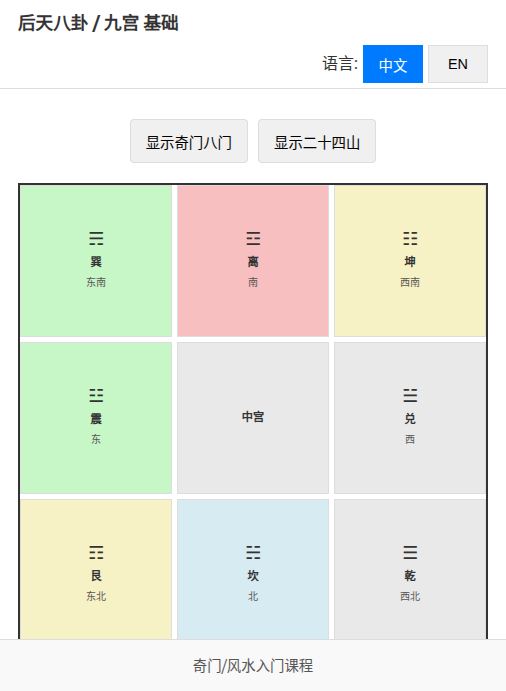 后天八卦 / 九宫 基础
语言: 中文 EN
显示奇门八门 显示二十四山
☴ ☲ ☷
巽 离 坤
东南 南 西南
☳ ☱
震 中宫 兑
东 西
☶ ☵ ☰
艮 坎 乾
东北 北 西北
奇门/风水入门课程